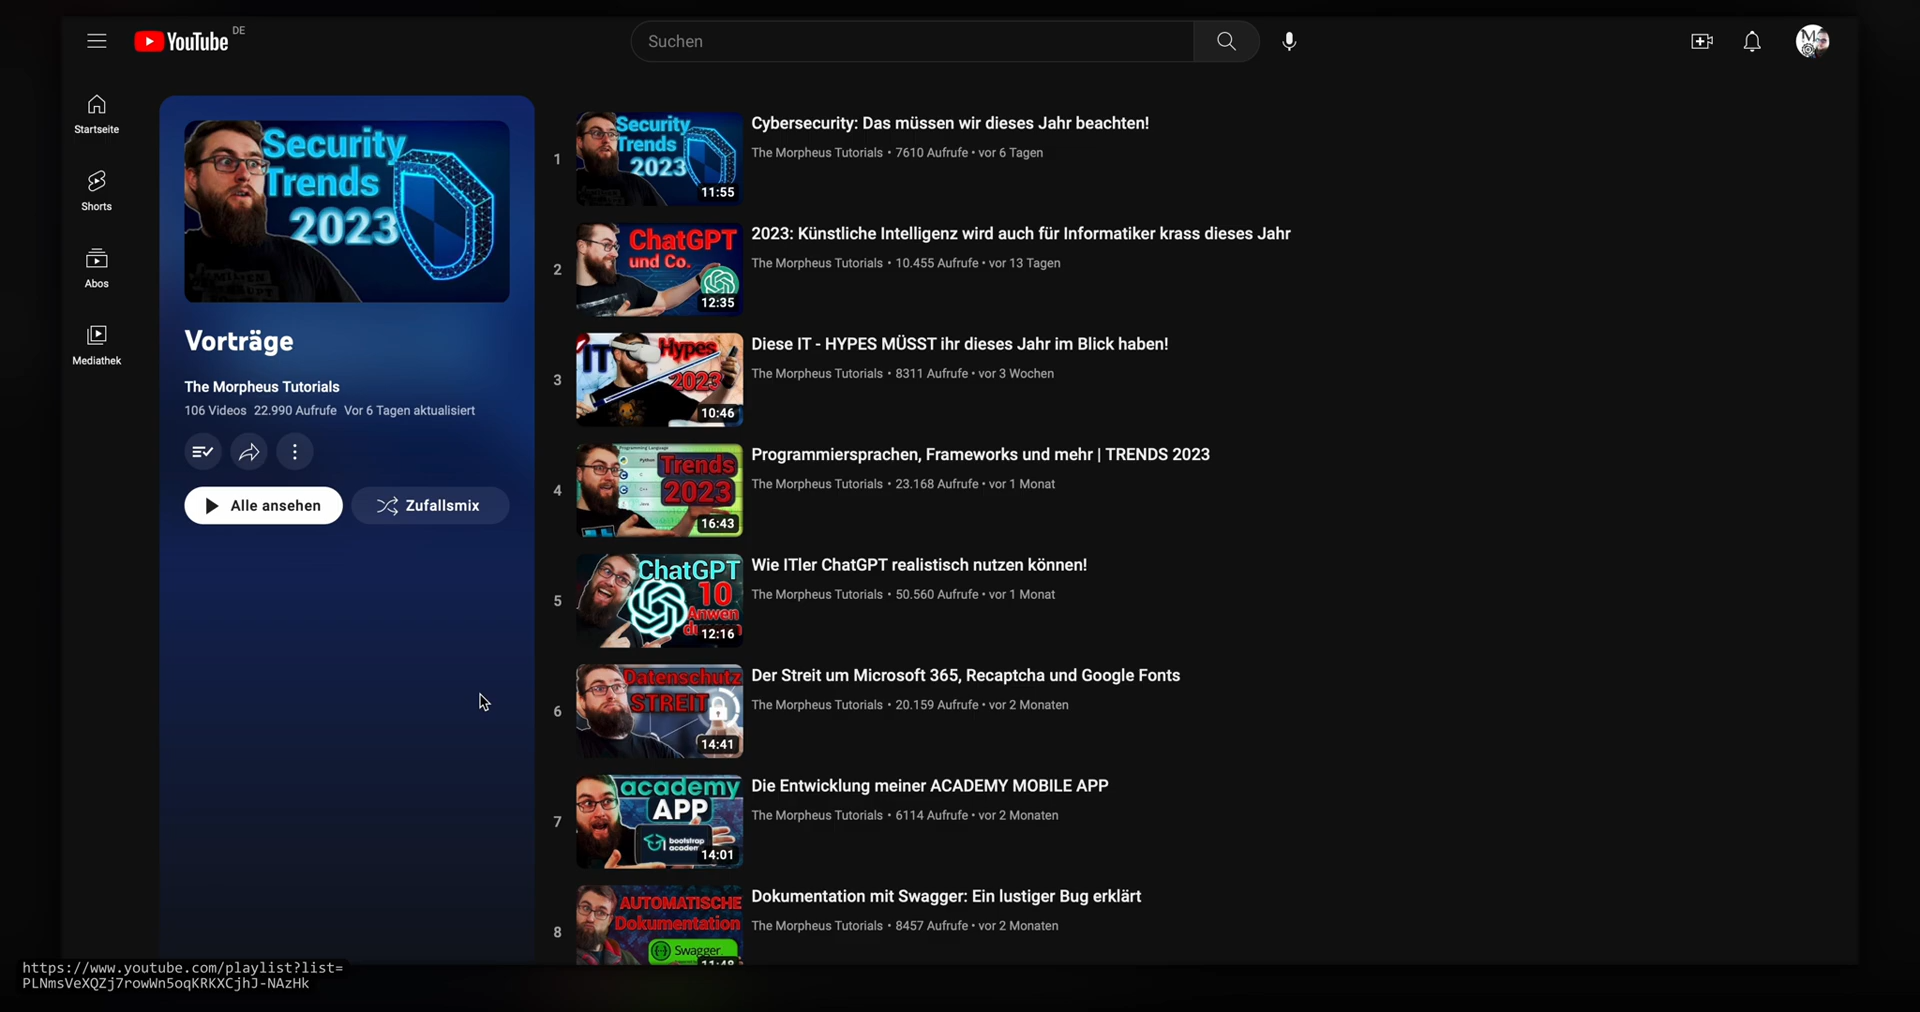 YouTube DE
Suchen
Startseite
Shorts
Abos
Mediathek
Security
Trends
2023
Vorträge
The Morpheus Tutorials
106 Videos 22.990 Aufrufe Vor 6 Tagen aktualisiert
Alle ansehen
Zufallsmix
1
Security
Trends
2023
11:55
Cybersecurity: Das müssen wir dieses Jahr beachten!
The Morpheus Tutorials • 7610 Aufrufe • vor 6 Tagen
2
ChatGPT
und Co.
12:35
2023: Künstliche Intelligenz wird auch für Informatiker krass dieses Jahr
The Morpheus Tutorials • 10.455 Aufrufe • vor 13 Tagen
3
IT Hypes
2023
10:46
Diese IT - HYPES MÜSST ihr dieses Jahr im Blick haben!
The Morpheus Tutorials • 8311 Aufrufe • vor 3 Wochen
4
Trends
2023
16:43
Programmiersprachen, Frameworks und mehr | TRENDS 2023
The Morpheus Tutorials • 23.168 Aufrufe • vor 1 Monat
5
ChatGPT
10
Anwen
12:16
Wie ITler ChatGPT realistisch nutzen können!
The Morpheus Tutorials • 50.560 Aufrufe • vor 1 Monat
6
Datenschutz
STREIT
14:41
Der Streit um Microsoft 365, Recaptcha und Google Fonts
The Morpheus Tutorials • 20.159 Aufrufe • vor 2 Monaten
7
academy
APP
bootstrap
academy
14:01
Die Entwicklung meiner ACADEMY MOBILE APP
The Morpheus Tutorials • 6114 Aufrufe • vor 2 Monaten
8
AUTOMATISCHE
Dokumentation
Swagger
11:48
Dokumentation mit Swagger: Ein lustiger Bug erklärt
The Morpheus Tutorials • 8457 Aufrufe • vor 2 Monaten
https://www.youtube.com/playlist?list=
PLNmsVeXQZj7rowWn5oqKRKXCjhJ-NAzHk